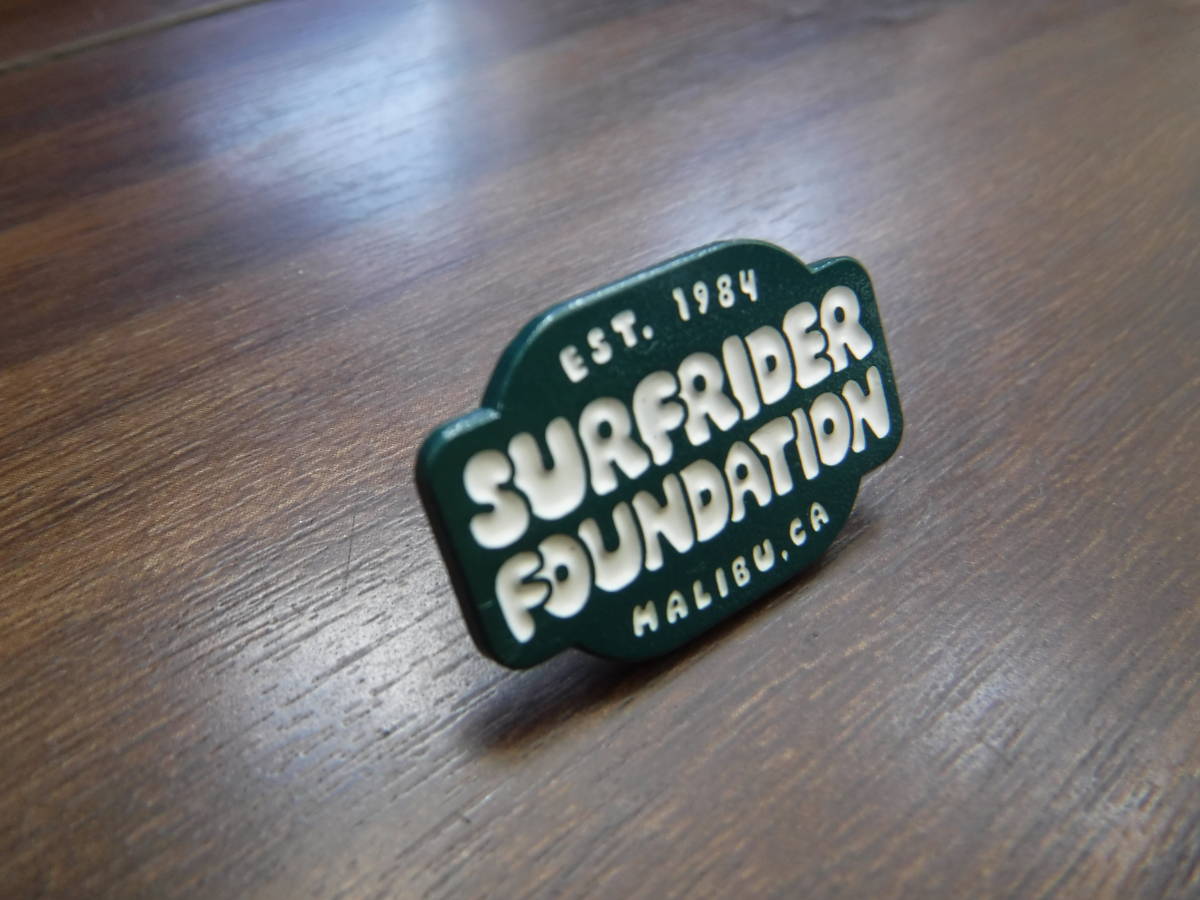 EST. 1984
SURFRIDER
FOUNDATION
MALIBU, CA